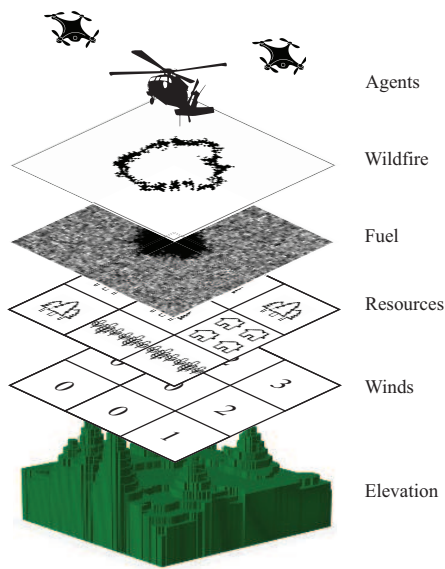 Agents
Wildfire
Fuel
Resources
Winds
3
0
2
0
1
Elevation